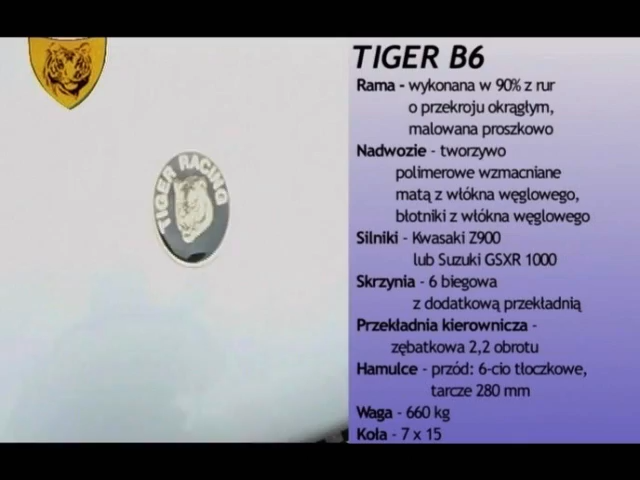 TIGER B6
Rama - wykonana w 90% z rur
o przekroju okrągłym,
malowana proszkowo
Nadwozie - tworzywo
polimerowe wzmacniane
matą z włókna węglowego,
błotniki z włókna węglowego
Silniki - Kwasaki Z900
lub Suzuki GSXR 1000
Skrzynia - 6 biegowa
z dodatkową przekładnią
Przekładnia kierownicza -
zębatkowa 2,2 obrotu
Hamulce - przód: 6-cio tłoczkowe,
tarcze 280 mm
Waga - 660 kg
Koła - 7 x 15
TIGER RACING